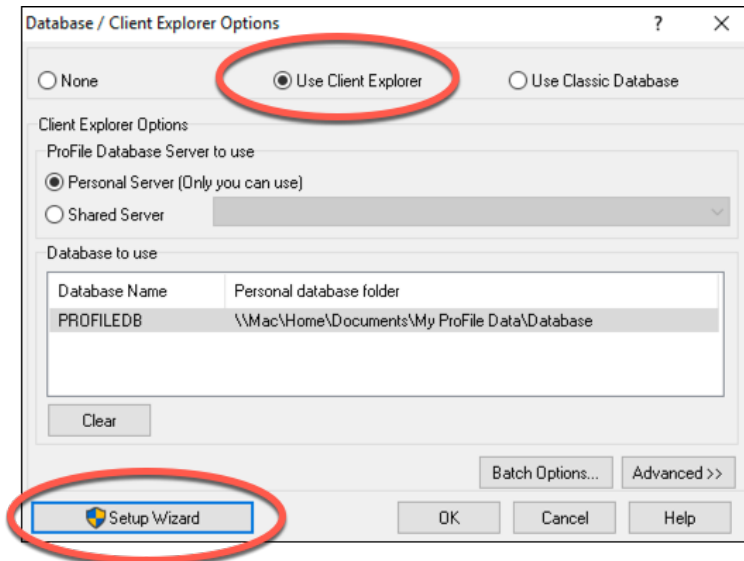 Database / Client Explorer Options
None Use Client Explorer Use Classic Database
Client Explorer Options
ProFile Database Server to use
Personal Server (Only you can use)
Shared Server
Database to use
Database Name Personal database folder
PROFILEDB \\Mac\Home\Documents\My ProFile Data\Database
Clear
Batch Options... Advanced >>
Setup Wizard OK Cancel Help